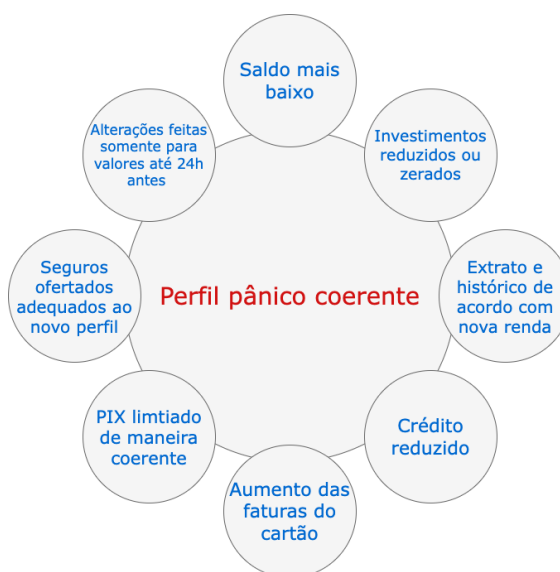 Saldo mais
baixo
Alterações feitas
somente para
valores até 24h
antes
Investimentos
reduzidos ou
zerados
Seguros
ofertados
adequados ao
novo perfil
Perfil pânico coerente
Extrato e
histórico de
acordo com
nova renda
PIX limtiado
de maneira
coerente
Crédito
reduzido
Aumento das
faturas do
cartão